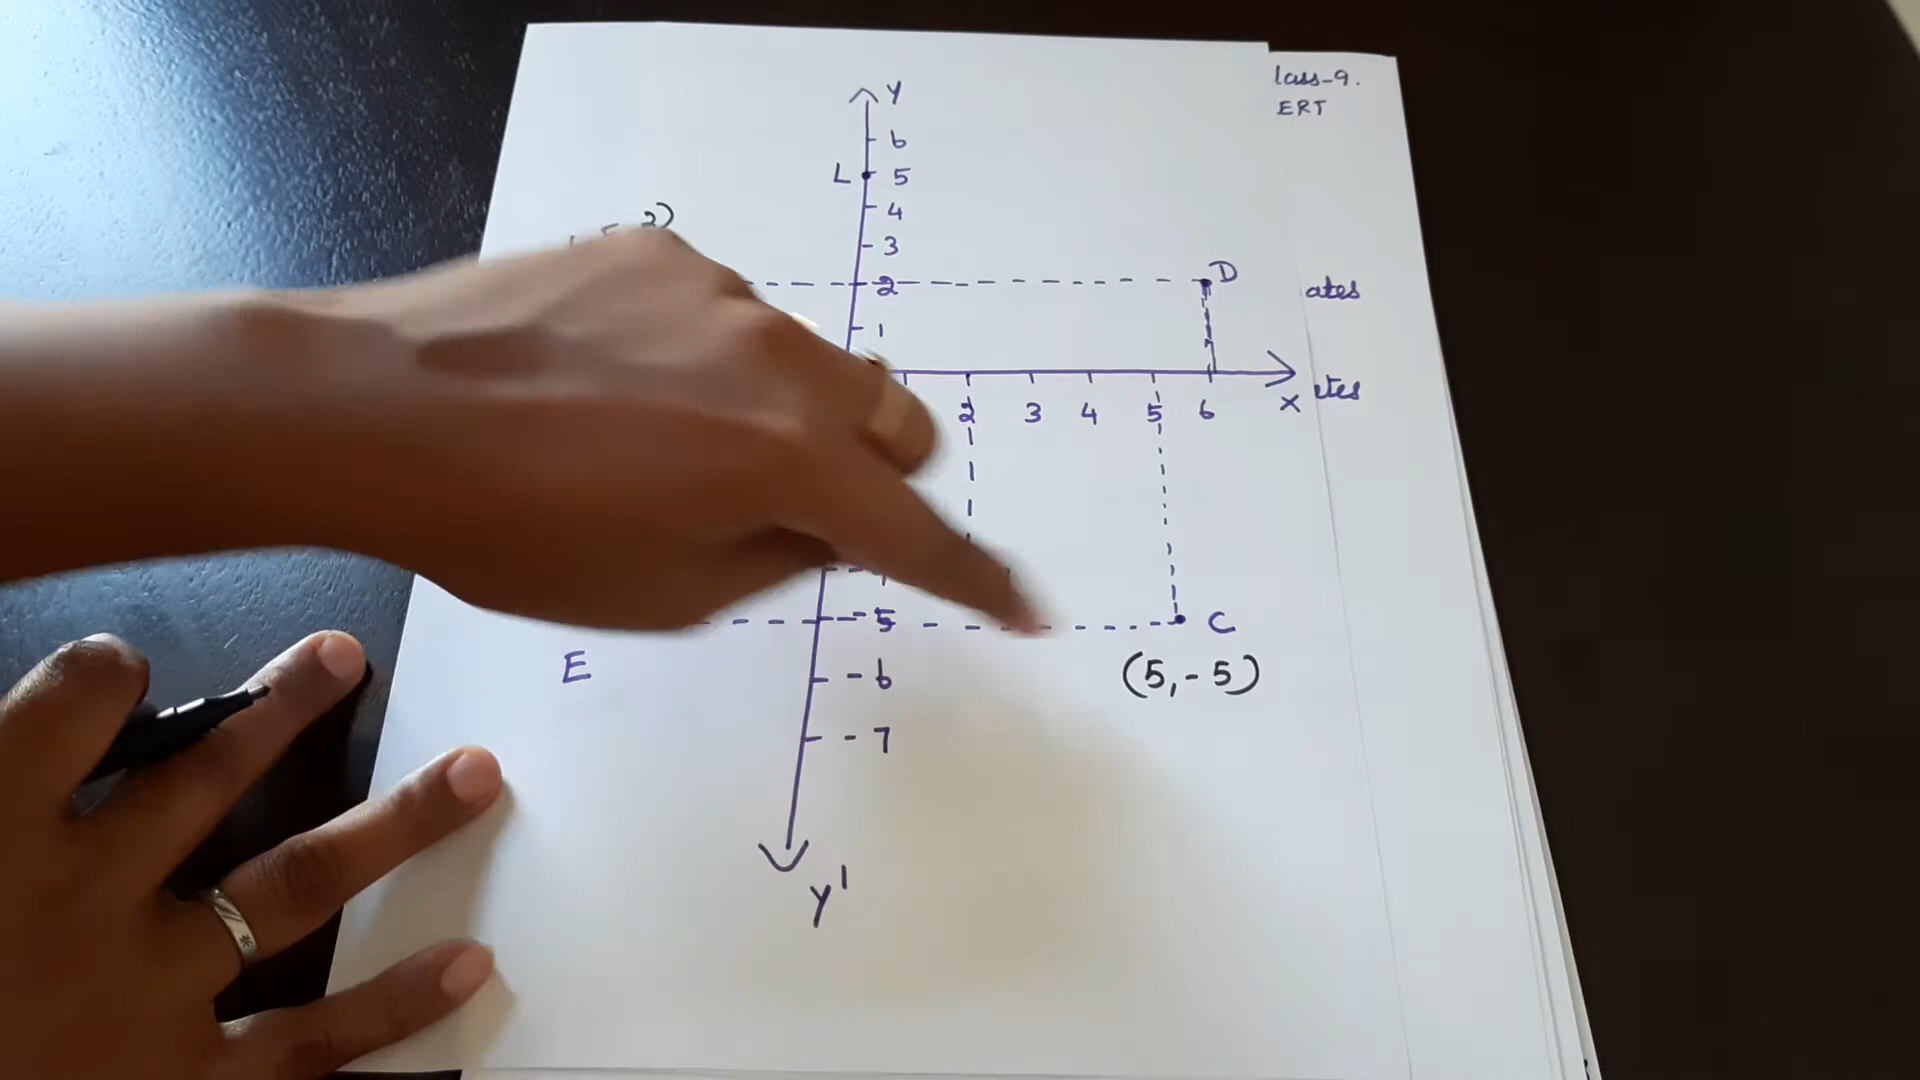 lass-9.
ERT
Y
6
L 5
4
3
2 D
ates
1
2 3 4 5 6 X
tes
-5 C
E
-6 (5,-5)
-7
Y'